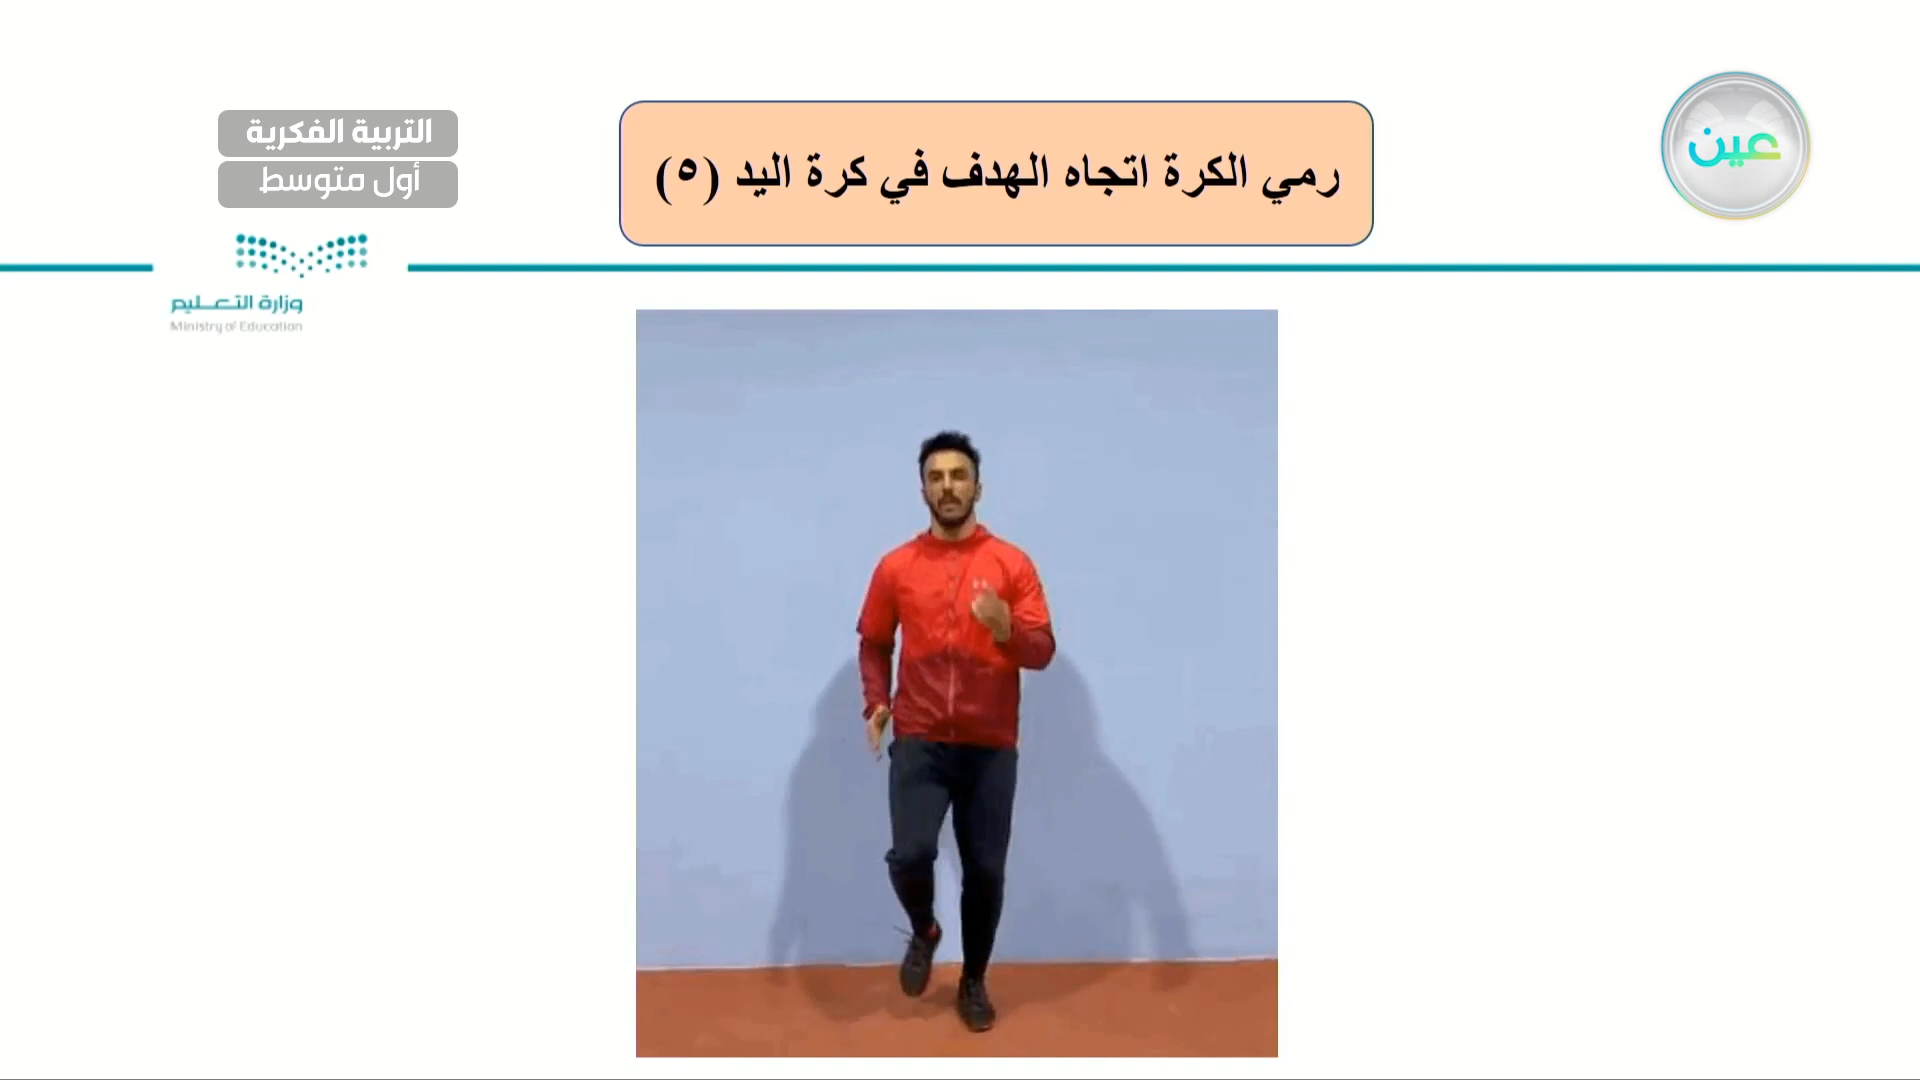 التربية الفكرية
أول متوسط
رمي الكرة اتجاه الهدف في كرة اليد (٥)
عين
وزارة التعليم
Ministry of Education